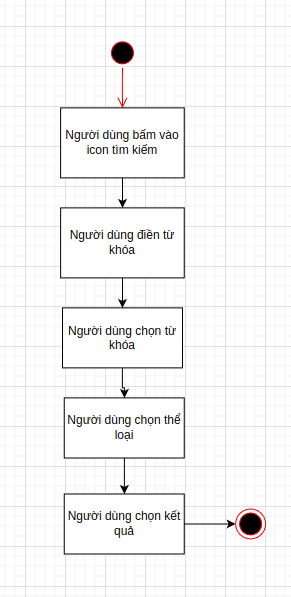 Người dùng bấm vào
icon tìm kiếm
Người dùng điền từ
khóa
Người dùng chọn từ
khóa
Người dùng chọn thể
loại
Người dùng chọn kết
quả